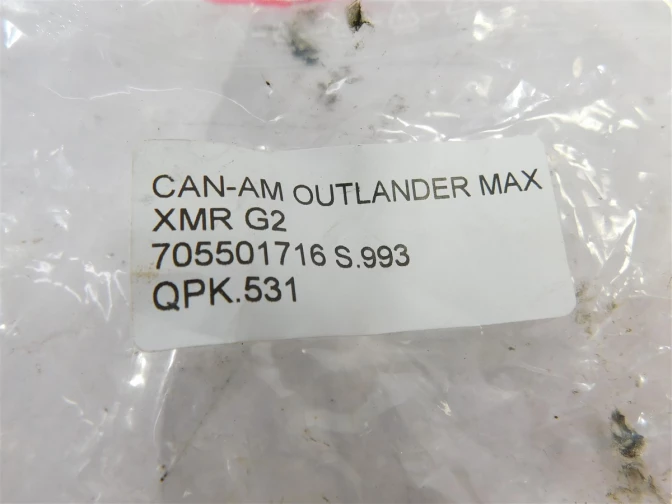 CAN-AM OUTLANDER MAX
XMR G2
705501716 S.993
QPK.531